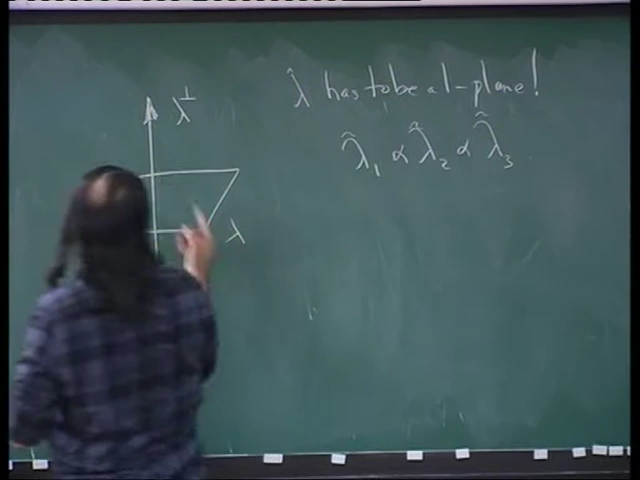 λ̃ has to be a 1-plane!
λ^⊥
λ̃₁ ∝ λ̃₂ ∝ λ̃₃
λ